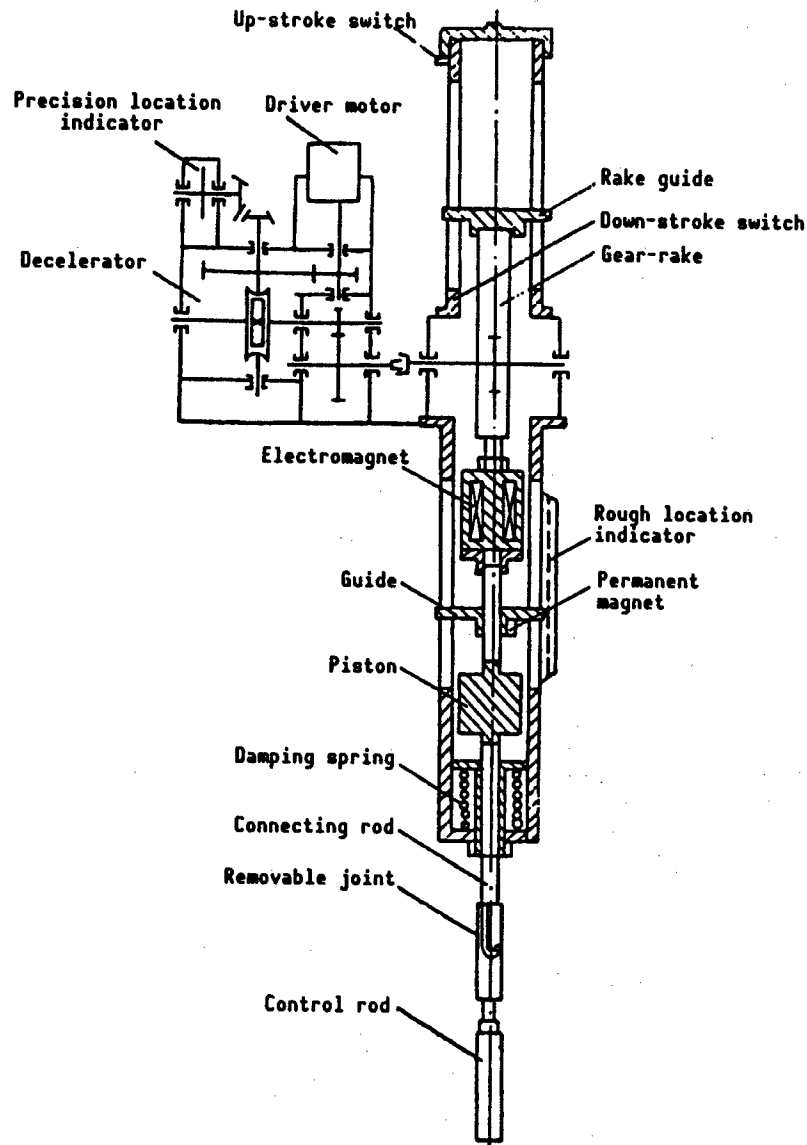 Up-stroke switch
Precision location
indicator
Driver motor
Rake guide
Down-stroke switch
Gear-rake
Decelerator
Electromagnet
Rough location
indicator
Guide
Permanent
magnet
Piston
Damping spring
Connecting rod
Removable joint
Control rod